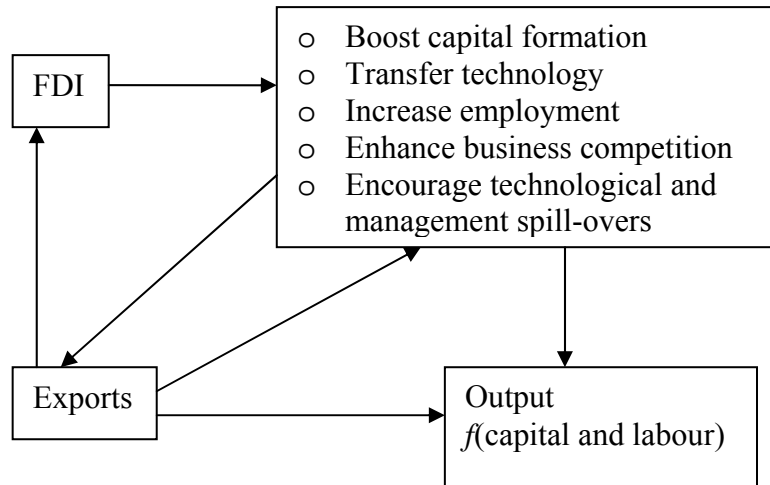 FDI
o Boost capital formation
o Transfer technology
o Increase employment
o Enhance business competition
o Encourage technological and
management spill-overs
Exports
Output
f(capital and labour)